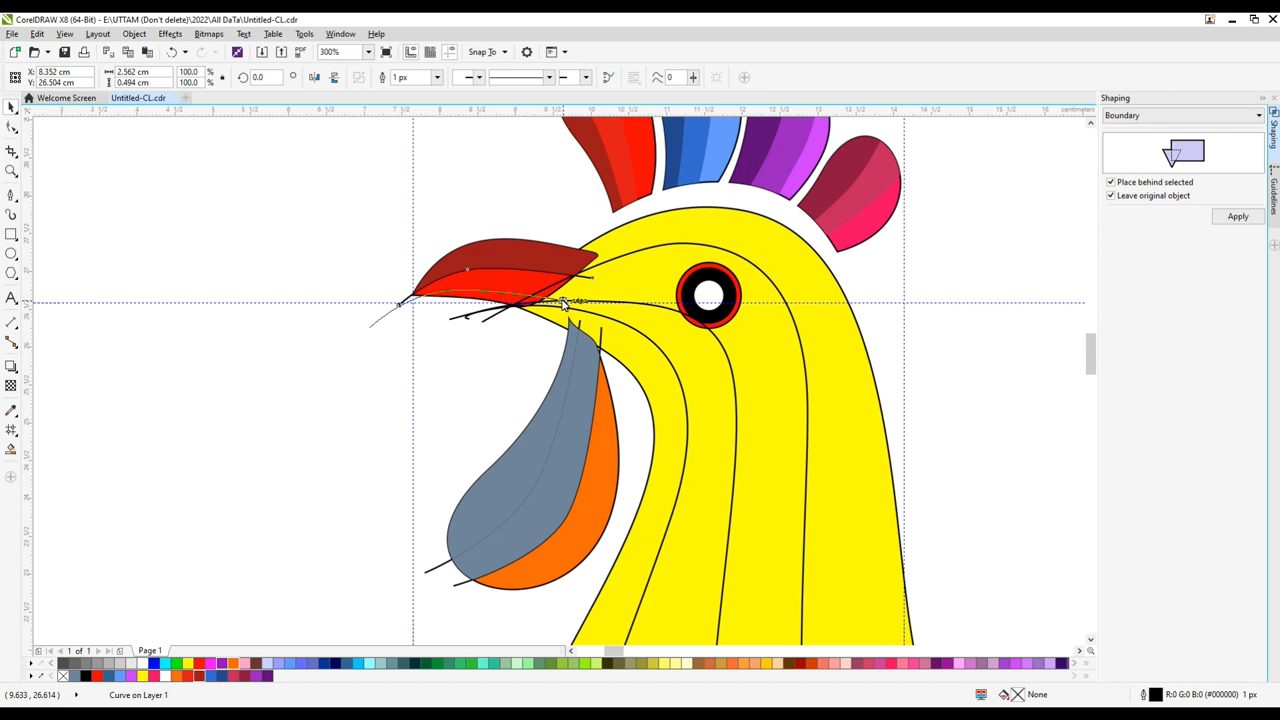 CorelDRAW X8 (64-Bit) - E:\UTTAM (Don't delete)\2022\All DaTa\Untitled-CL.cdr
File Edit View Layout Object Effects Bitmaps Text Table Tools Window Help
300% PDF Snap To
X: 8.352 cm 2.562 cm 100.0 % 0.0 ° 1 px 0
Y: 26.504 cm 0.494 cm 100.0 %
Welcome Screen Untitled-CL.cdr
Shaping
centimeters
Boundary
Shaping
Place behind selected
Guidelines
Leave original object
Apply
1 of 1 Page 1
( 9.633 , 26.614 ) Curve on Layer 1 None R:0 G:0 B:0 (#000000) 1 px